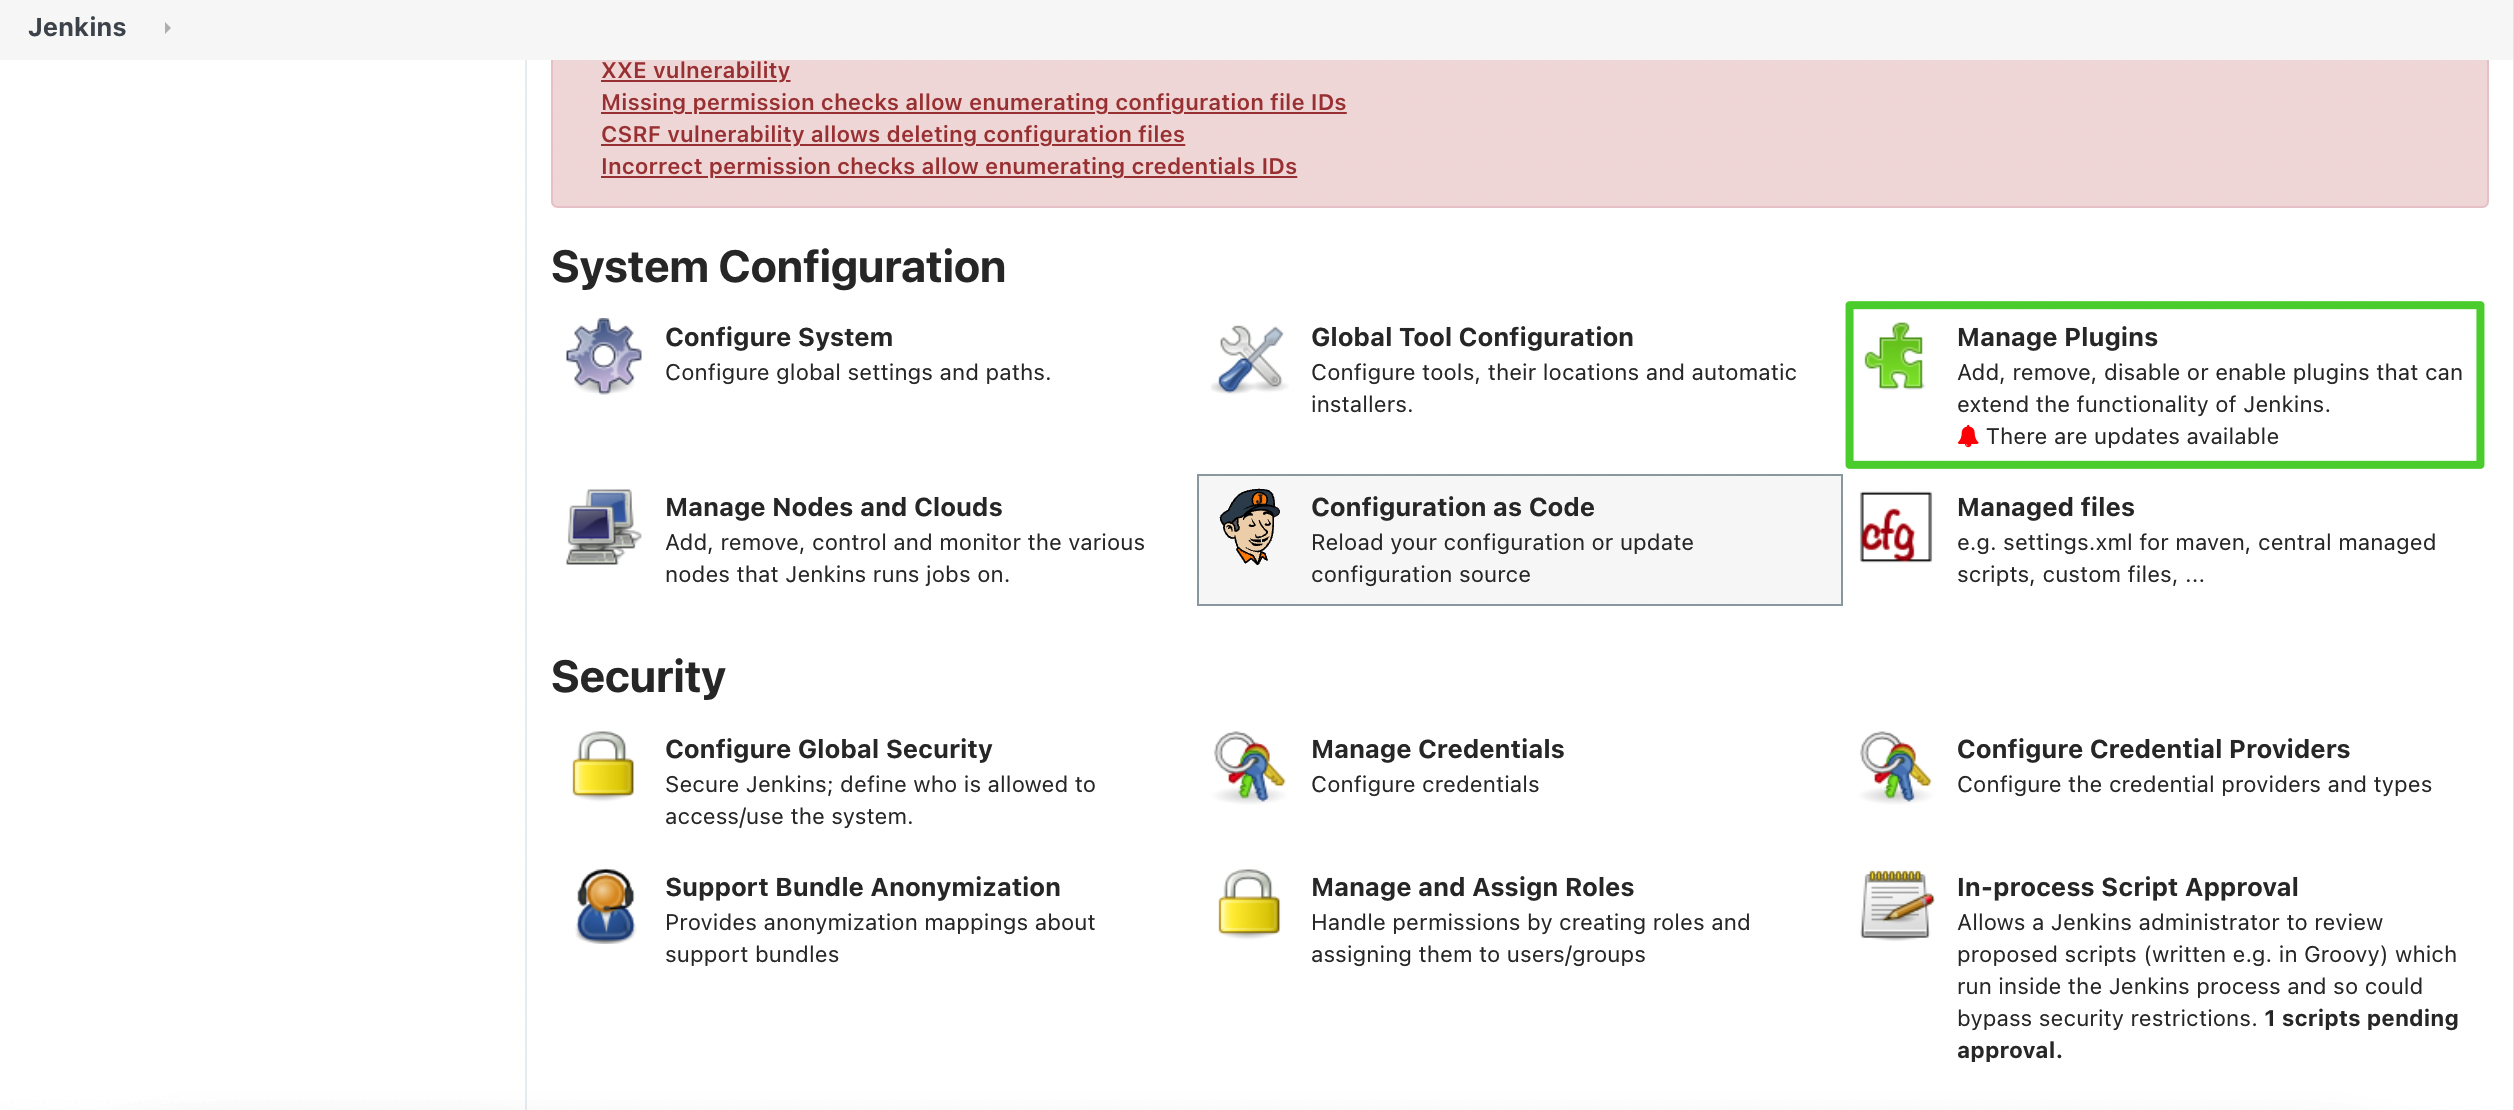 Jenkins
XXE vulnerability
Missing permission checks allow enumerating configuration file IDs
CSRF vulnerability allows deleting configuration files
Incorrect permission checks allow enumerating credentials IDs
System Configuration
Configure System
Configure global settings and paths.
Global Tool Configuration
Configure tools, their locations and automatic
installers.
Manage Plugins
Add, remove, disable or enable plugins that can
extend the functionality of Jenkins.
There are updates available
Manage Nodes and Clouds
Add, remove, control and monitor the various
nodes that Jenkins runs jobs on.
Configuration as Code
Reload your configuration or update
configuration source
cfg
Managed files
e.g. settings.xml for maven, central managed
scripts, custom files, ...
Security
Configure Global Security
Secure Jenkins; define who is allowed to
access/use the system.
Manage Credentials
Configure credentials
Configure Credential Providers
Configure the credential providers and types
Support Bundle Anonymization
Provides anonymization mappings about
support bundles
Manage and Assign Roles
Handle permissions by creating roles and
assigning them to users/groups
In-process Script Approval
Allows a Jenkins administrator to review
proposed scripts (written e.g. in Groovy) which
run inside the Jenkins process and so could
bypass security restrictions. 1 scripts pending
approval.